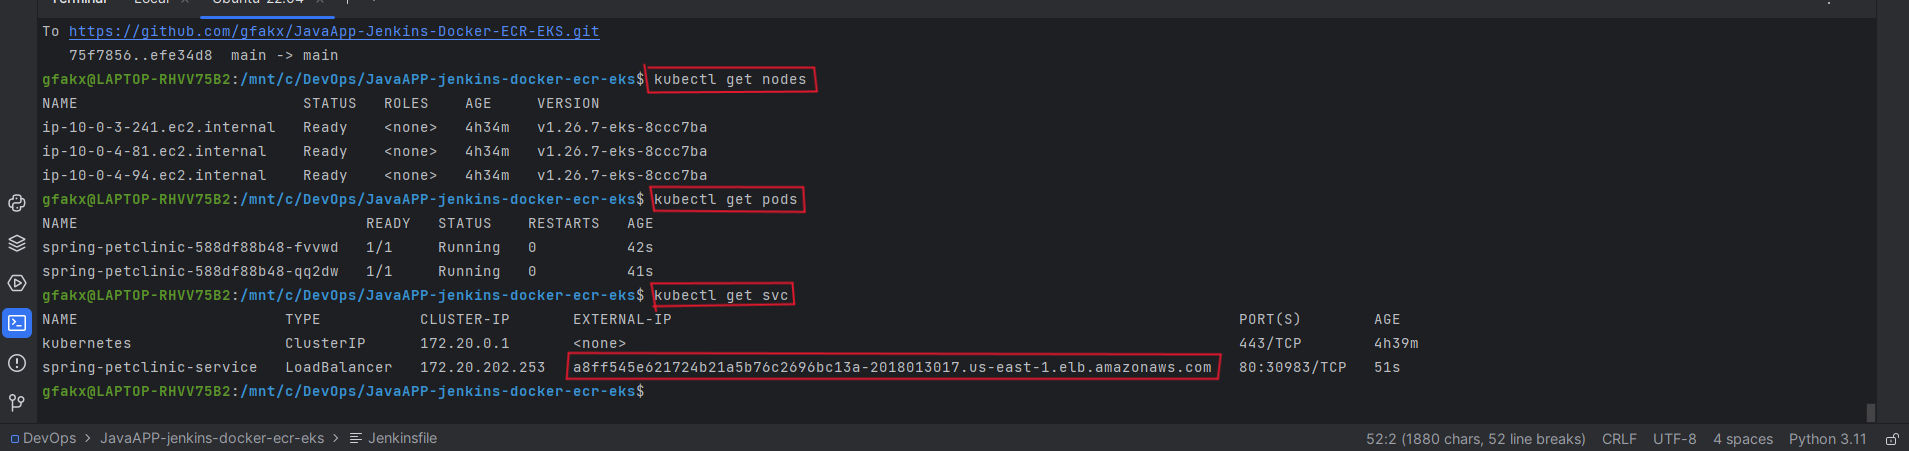 Terminal Local Ubuntu-22.04
To https://github.com/gfakx/JavaApp-Jenkins-Docker-ECR-EKS.git
75f7856..efe34d8 main -> main
gfakx@LAPTOP-RHVV75B2:/mnt/c/DevOps/JavaAPP-jenkins-docker-ecr-eks$ kubectl get nodes
NAME STATUS ROLES AGE VERSION
ip-10-0-3-241.ec2.internal Ready <none> 4h34m v1.26.7-eks-8ccc7ba
ip-10-0-4-81.ec2.internal Ready <none> 4h34m v1.26.7-eks-8ccc7ba
ip-10-0-4-94.ec2.internal Ready <none> 4h34m v1.26.7-eks-8ccc7ba
gfakx@LAPTOP-RHVV75B2:/mnt/c/DevOps/JavaAPP-jenkins-docker-ecr-eks$ kubectl get pods
NAME READY STATUS RESTARTS AGE
spring-petclinic-588df88b48-fvvwd 1/1 Running 0 42s
spring-petclinic-588df88b48-qq2dw 1/1 Running 0 41s
gfakx@LAPTOP-RHVV75B2:/mnt/c/DevOps/JavaAPP-jenkins-docker-ecr-eks$ kubectl get svc
NAME TYPE CLUSTER-IP EXTERNAL-IP PORT(S) AGE
kubernetes ClusterIP 172.20.0.1 <none> 443/TCP 4h39m
spring-petclinic-service LoadBalancer 172.20.202.253 a8ff545e621724b21a5b76c2696bc13a-2018013017.us-east-1.elb.amazonaws.com 80:30983/TCP 51s
gfakx@LAPTOP-RHVV75B2:/mnt/c/DevOps/JavaAPP-jenkins-docker-ecr-eks$
DevOps > JavaAPP-jenkins-docker-ecr-eks > Jenkinsfile 52:2 (1880 chars, 52 line breaks) CRLF UTF-8 4 spaces Python 3.11